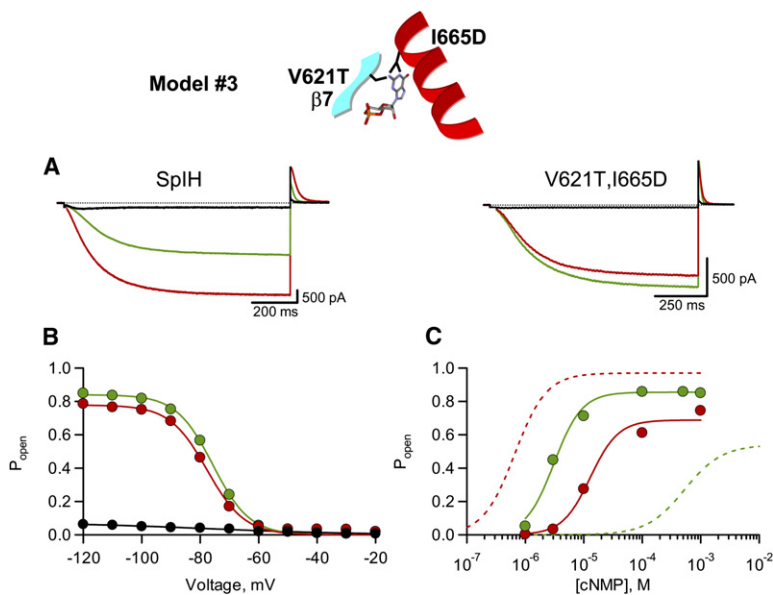 I665D
Model #3
V621T
β7
A
SpIH
V621T,I665D
500 pA
200 ms
500 pA
250 ms
B
C
1.0
0.8
0.6
0.4
0.2
0.0
P_open
-120 -100 -80 -60 -40 -20
Voltage, mV
1.0
0.8
0.6
0.4
0.2
0.0
P_open
10⁻⁷ 10⁻⁶ 10⁻⁵ 10⁻⁴ 10⁻³ 10⁻²
[cNMP], M